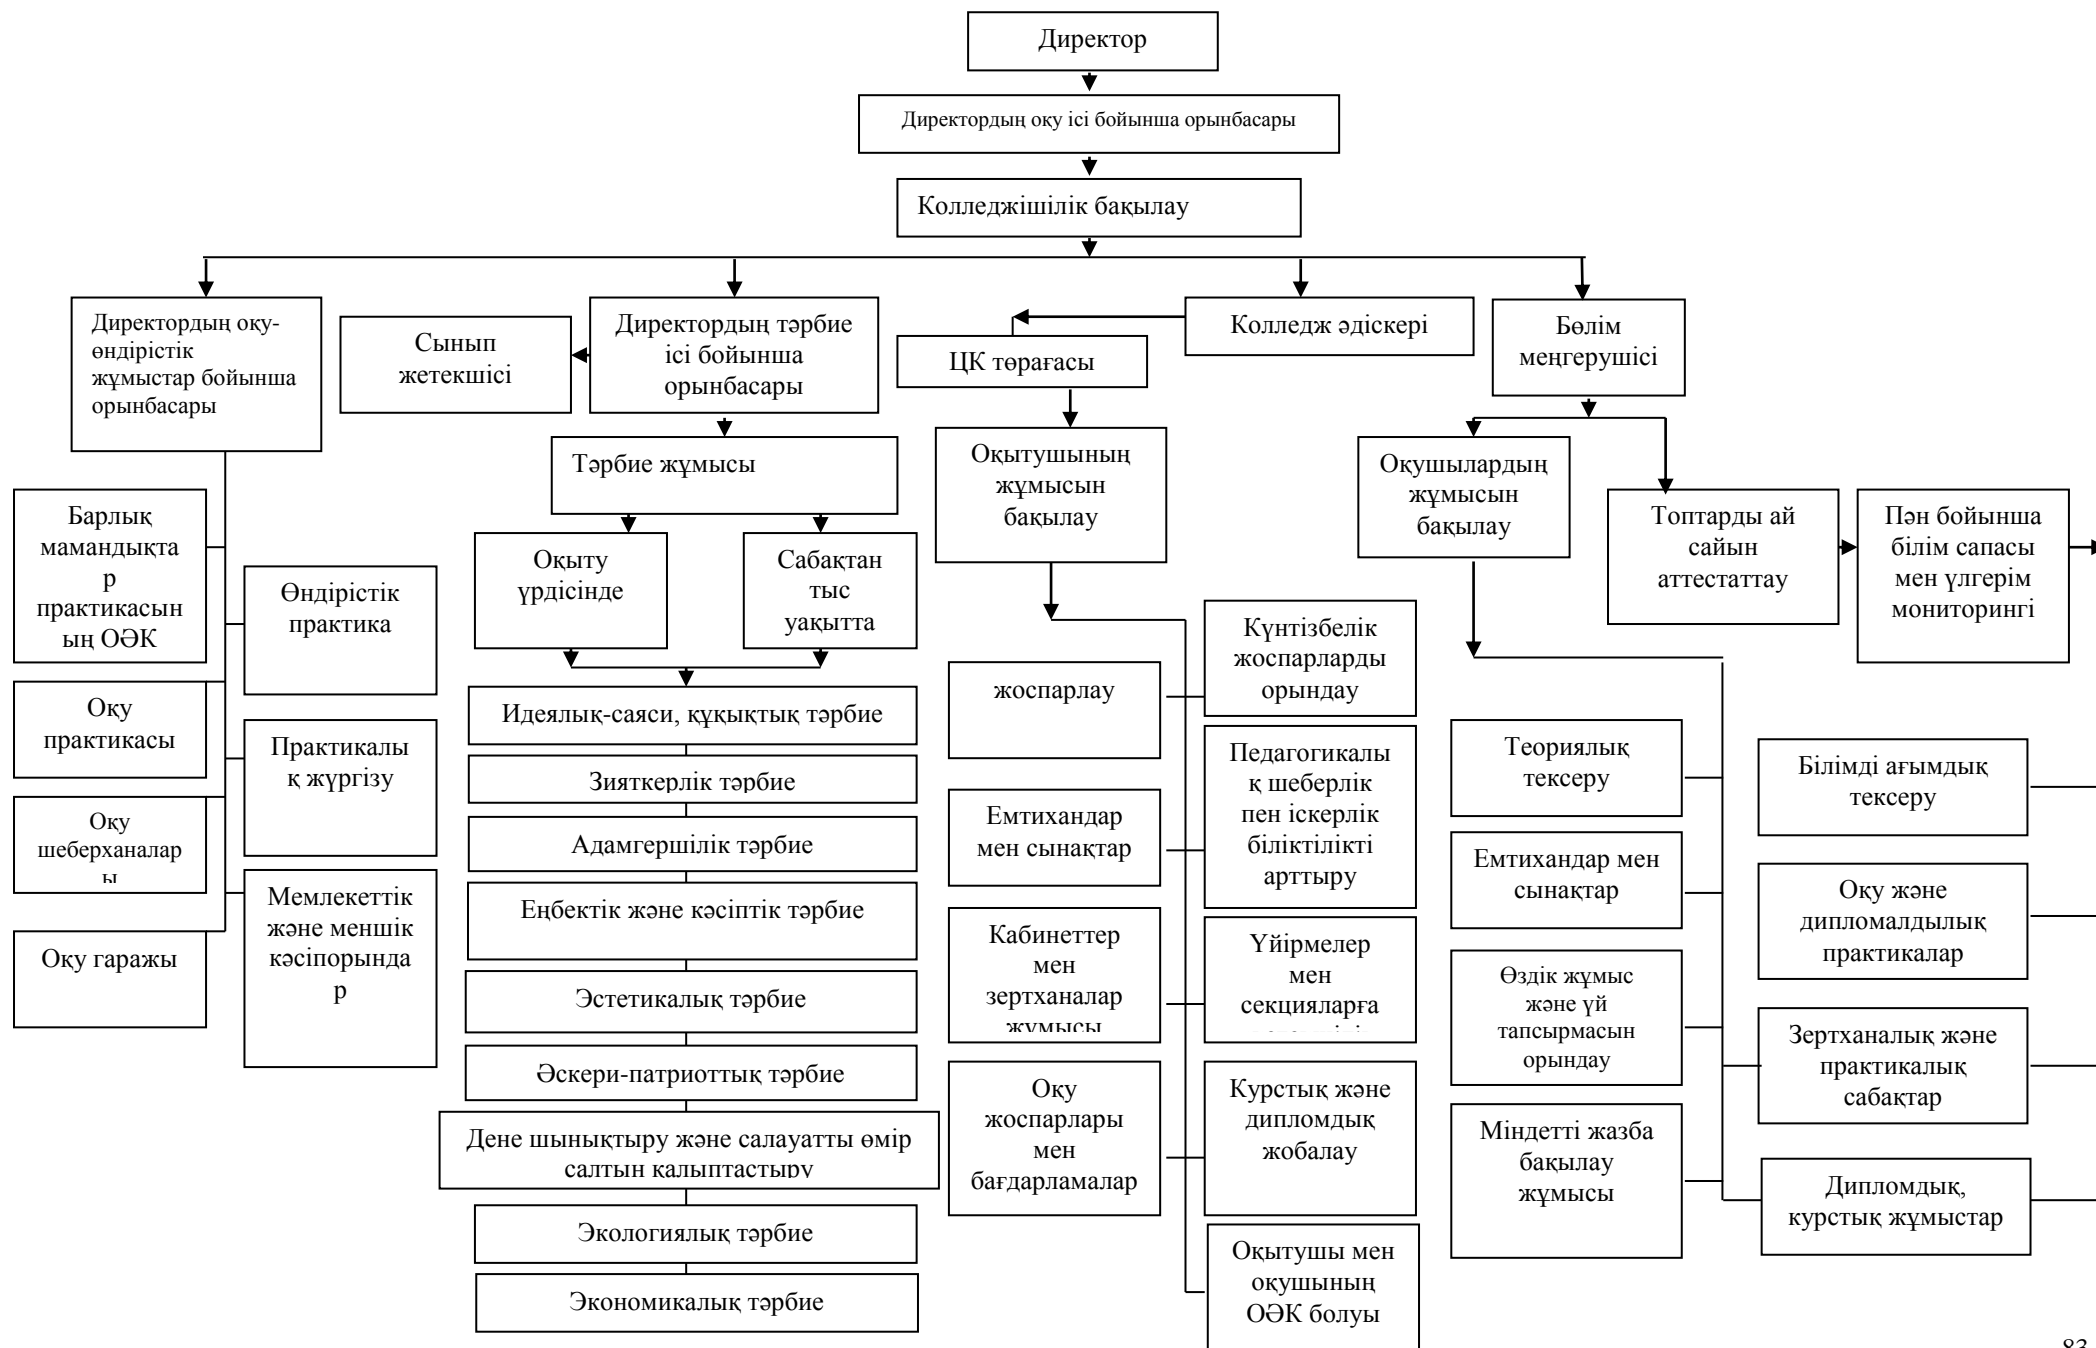 Директор
Директордың оқу ісі бойынша орынбасары
Колледжішілік бақылау
Директордың оқу-
өндірістік
жұмыстар бойынша
орынбасары
Сынып
жетекшісі
Директордың тәрбие
ісі бойынша
орынбасары
Колледж әдіскері
ЦК төрағасы
Бөлім
меңгерушісі
Барлық
мамандықта
р
практикасын
ың ОӘК
Өндірістік
практика
Оқу
практикасы
Практикалы
қ жүргізу
Оқу
шеберханалар
ы
Мемлекеттік
және меншік
кәсіпорында
р
Оқу гаражы
Тәрбие жұмысы
Оқыту
үрдісінде
Сабақтан
тыс
уақытта
Идеялық-саяси, құқықтық тәрбие
Зияткерлік тәрбие
Адамгершілік тәрбие
Еңбектік және кәсіптік тәрбие
Эстетикалық тәрбие
Әскери-патриоттық тәрбие
Дене шынықтыру және салауатты өмір
салтын қалыптастыру
Экологиялық тәрбие
Экономикалық тәрбие
Оқытушының
жұмысын
бақылау
жоспарлау
Күнтізбелік
жоспарларды
орындау
Емтихандар
мен сынақтар
Педагогикалы
қ шеберлік
пен іскерлік
біліктілікті
арттыру
Кабинеттер
мен
зертханалар
жұмысы
Үйірмелер
мен
секцияларға
Оқу
жоспарлары
мен
бағдарламалар
Курстық және
дипломдық
жобалау
Оқытушы мен
оқушының
ОӘК болуы
Оқушылардың
жұмысын
бақылау
Топтарды ай
сайын
аттестаттау
Пән бойынша
білім сапасы
мен үлгерім
мониторингі
Теориялық
тексеру
Білімді ағымдық
тексеру
Емтихандар мен
сынақтар
Оқу және
дипломалдылық
практикалар
Өздік жұмыс
және үй
тапсырмасын
орындау
Зертханалық және
практикалық
сабақтар
Міндетті жазба
бақылау
жұмысы
Дипломдық,
курстық жұмыстар
83